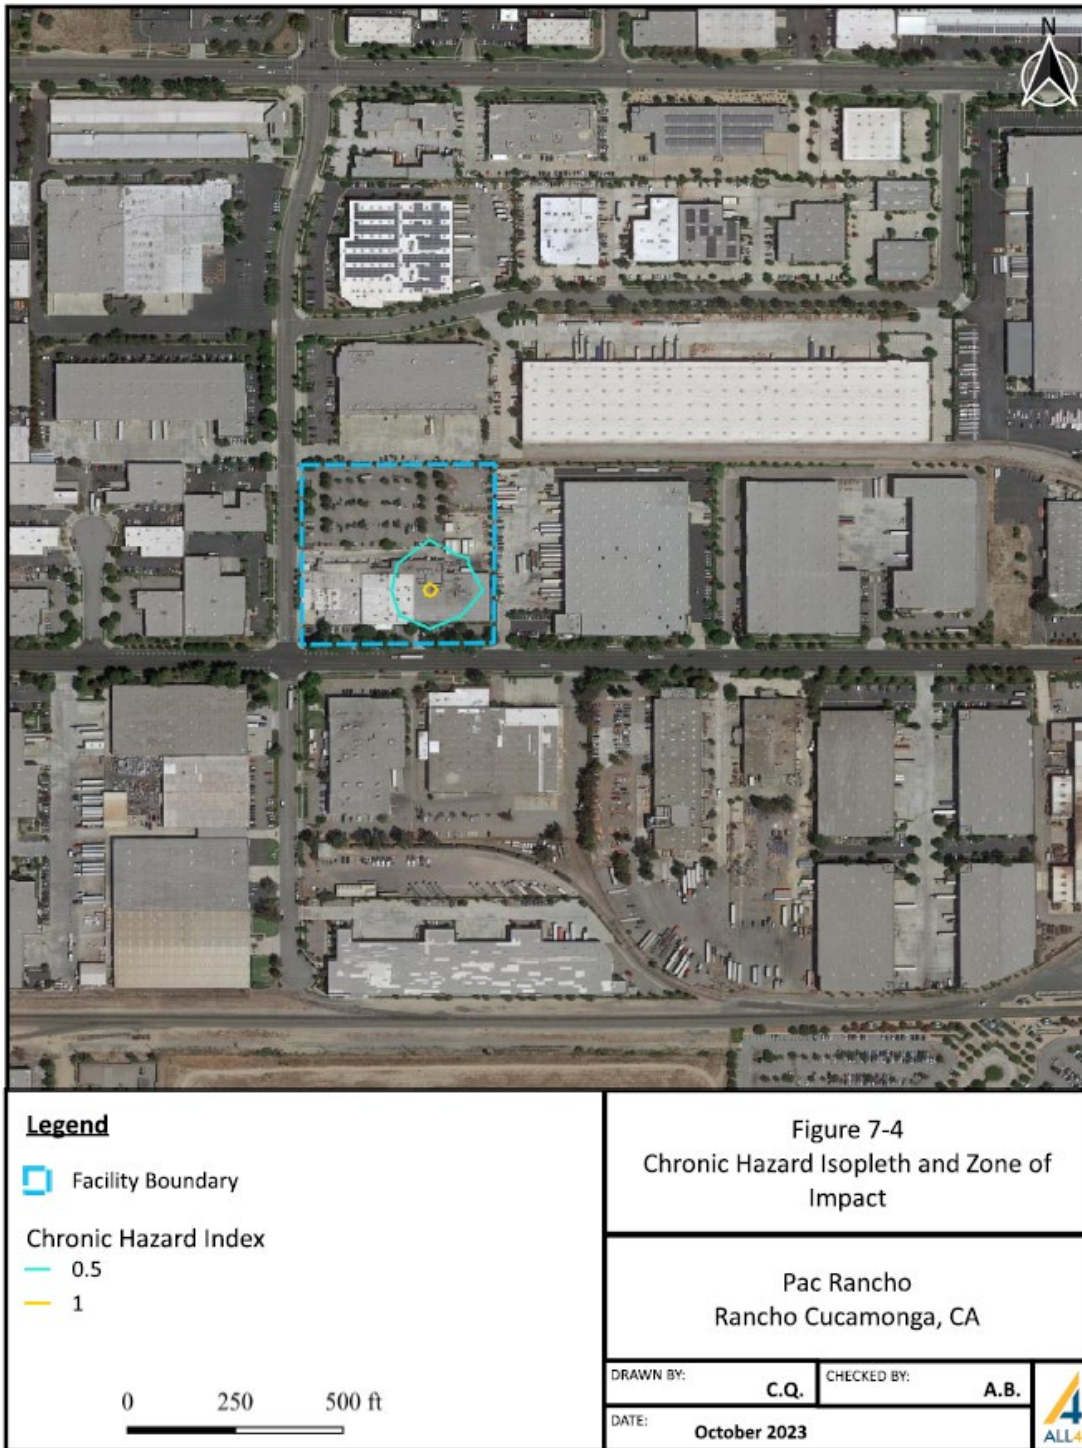 N
Legend
Facility Boundary
Chronic Hazard Index
0.5
1
0 250 500 ft
Figure 7-4
Chronic Hazard Isopleth and Zone of
Impact
Pac Rancho
Rancho Cucamonga, CA
DRAWN BY: C.Q.
CHECKED BY: A.B.
DATE: October 2023
ALL4